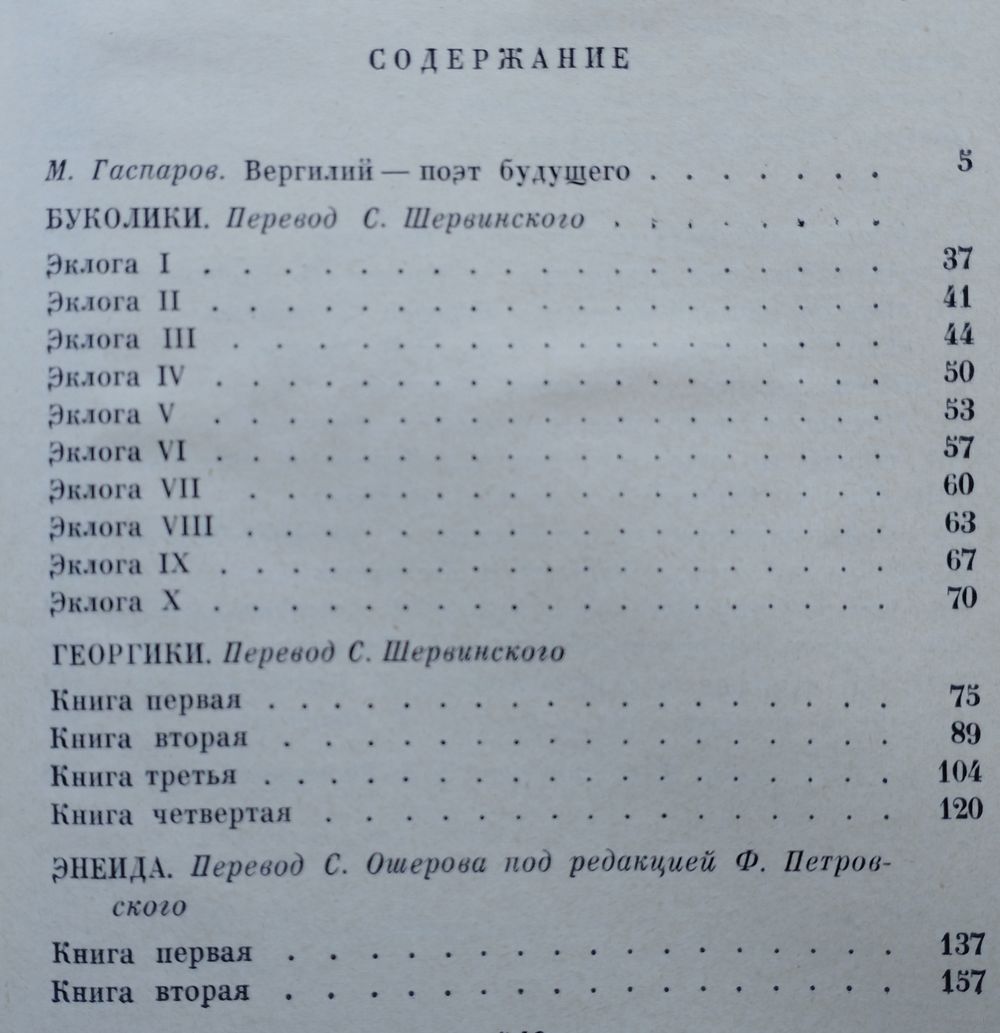 СОДЕРЖАНИЕ
М. Гаспаров. Вергилий — поэт будущего . . . . . . . 5
БУКОЛИКИ. Перевод С. Шервинского . . . . . . . .
Эклога I . . . . . . . . . . . . . . . . . . . 37
Эклога II . . . . . . . . . . . . . . . . . . . 41
Эклога III . . . . . . . . . . . . . . . . . . 44
Эклога IV . . . . . . . . . . . . . . . . . . . 50
Эклога V . . . . . . . . . . . . . . . . . . . 53
Эклога VI . . . . . . . . . . . . . . . . . . . 57
Эклога VII . . . . . . . . . . . . . . . . . . 60
Эклога VIII . . . . . . . . . . . . . . . . . . 63
Эклога IX . . . . . . . . . . . . . . . . . . . 67
Эклога X . . . . . . . . . . . . . . . . . . . 70
ГЕОРГИКИ. Перевод С. Шервинского
Книга первая . . . . . . . . . . . . . . . . . 75
Книга вторая . . . . . . . . . . . . . . . . . 89
Книга третья . . . . . . . . . . . . . . . . . 104
Книга четвертая . . . . . . . . . . . . . . . 120
ЭНЕИДА. Перевод С. Ошерова под редакцией Ф. Петров-
ского
Книга первая . . . . . . . . . . . . . . . . . 137
Книга вторая . . . . . . . . . . . . . . . . . 157